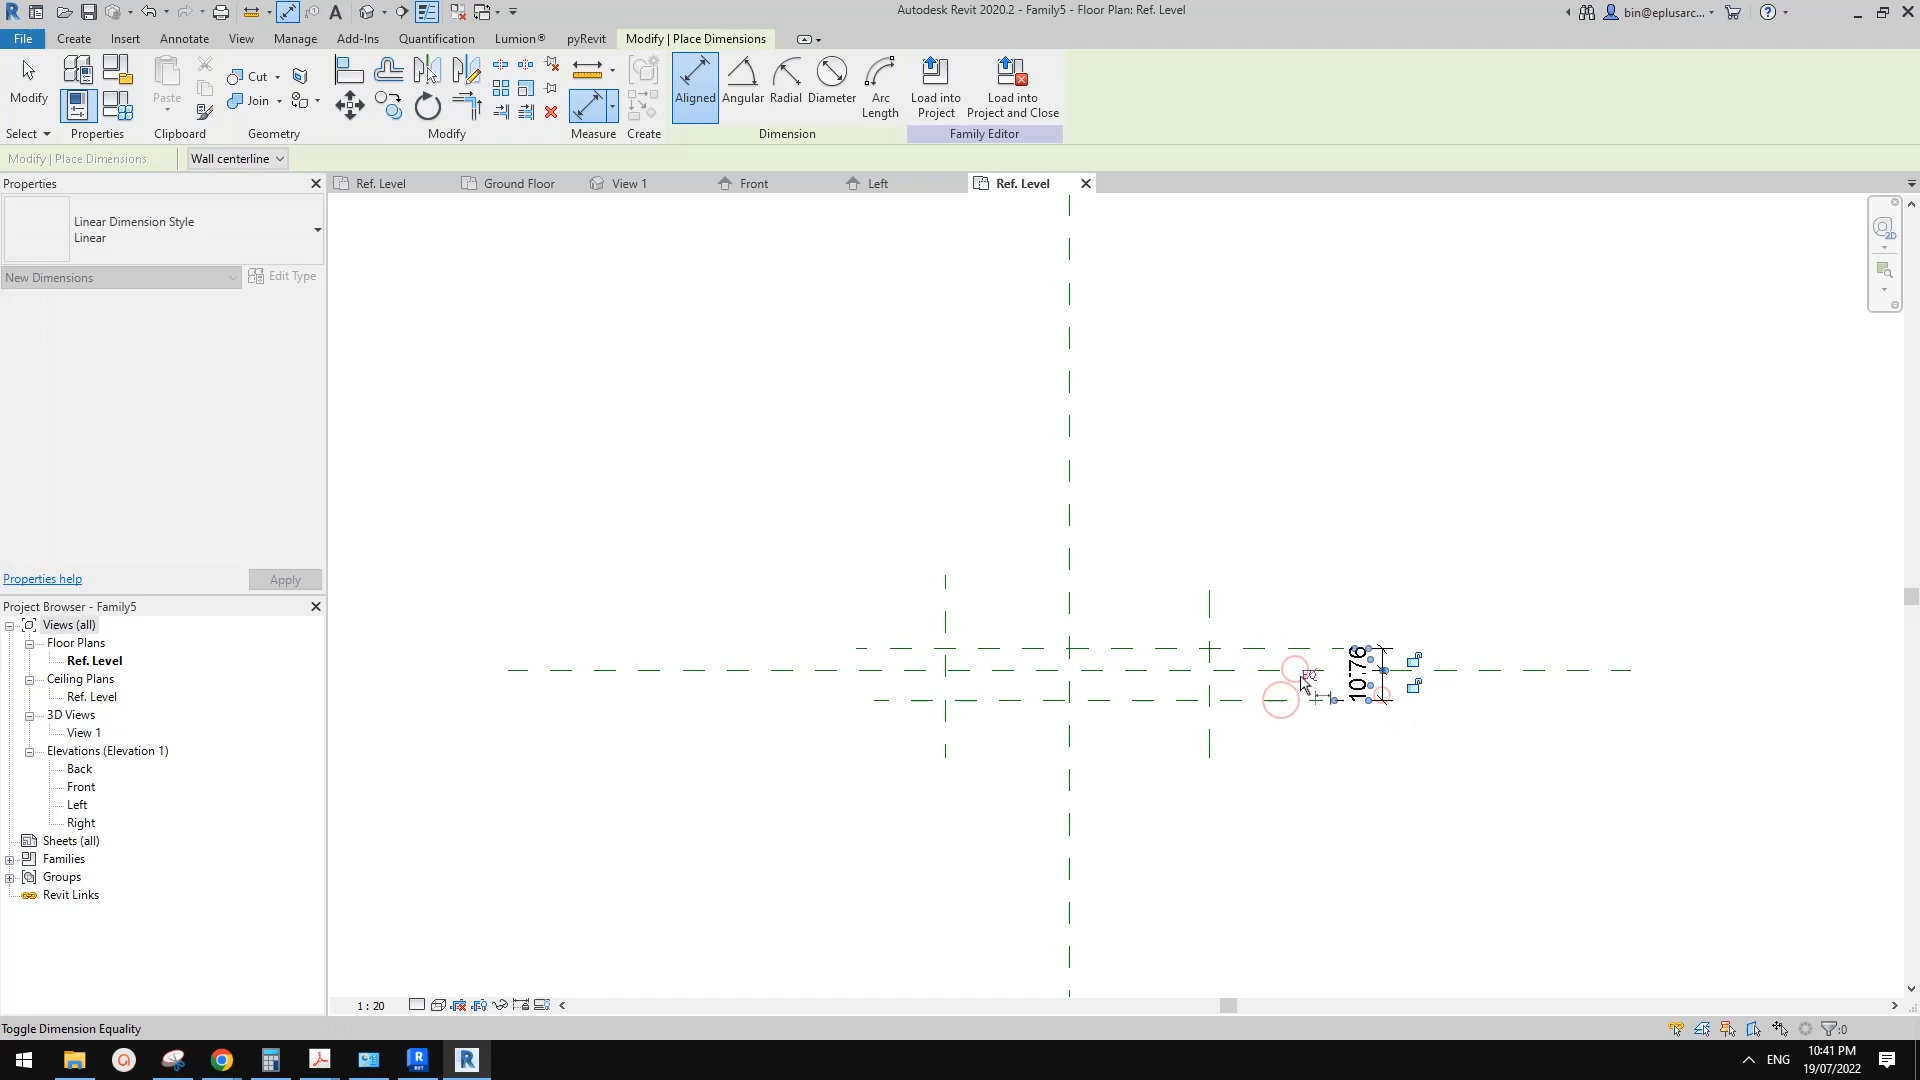 Autodesk Revit 2020.2 - Family5 - Floor Plan: Ref. Level
bin@eplusarc...
File Create Insert Annotate View Manage Add-Ins Quantification Lumion® pyRevit Modify | Place Dimensions
Modify
Paste
Cut
Join
Aligned Angular Radial Diameter Arc Length
Load into Project
Load into Project and Close
Select Properties Clipboard Geometry Modify Measure Create Dimension Family Editor
Modify | Place Dimensions
Wall centerline
Properties
Ref. Level Ground Floor View 1 Front Left Ref. Level
2D
Linear Dimension Style
Linear
New Dimensions
Edit Type
Properties help
Apply
Project Browser - Family5
Views (all)
Floor Plans
Ref. Level
Ceiling Plans
Ref. Level
3D Views
View 1
Elevations (Elevation 1)
Back
Front
Left
Right
Sheets (all)
Families
Groups
Revit Links
EQ
1 : 20
Toggle Dimension Equality
:0
ENG
10:41 PM
19/07/2022